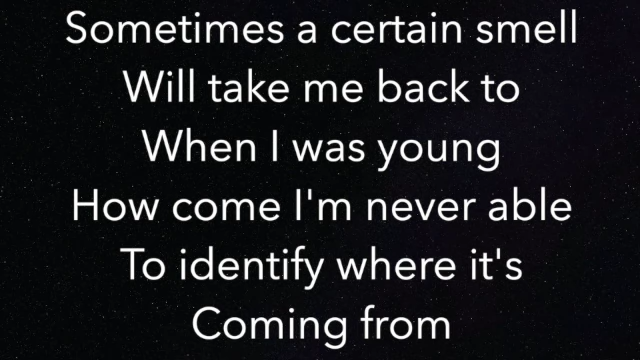 Sometimes a certain smell
Will take me back to
When I was young
How come I'm never able
To identify where it's
Coming from